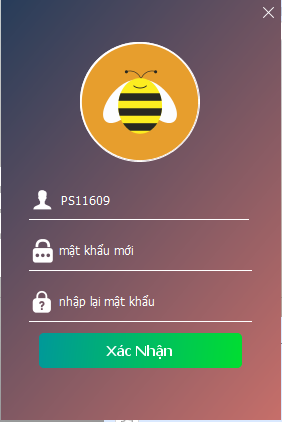 PS11609
mật khẩu mới
nhập lại mật khẩu
Xác Nhận